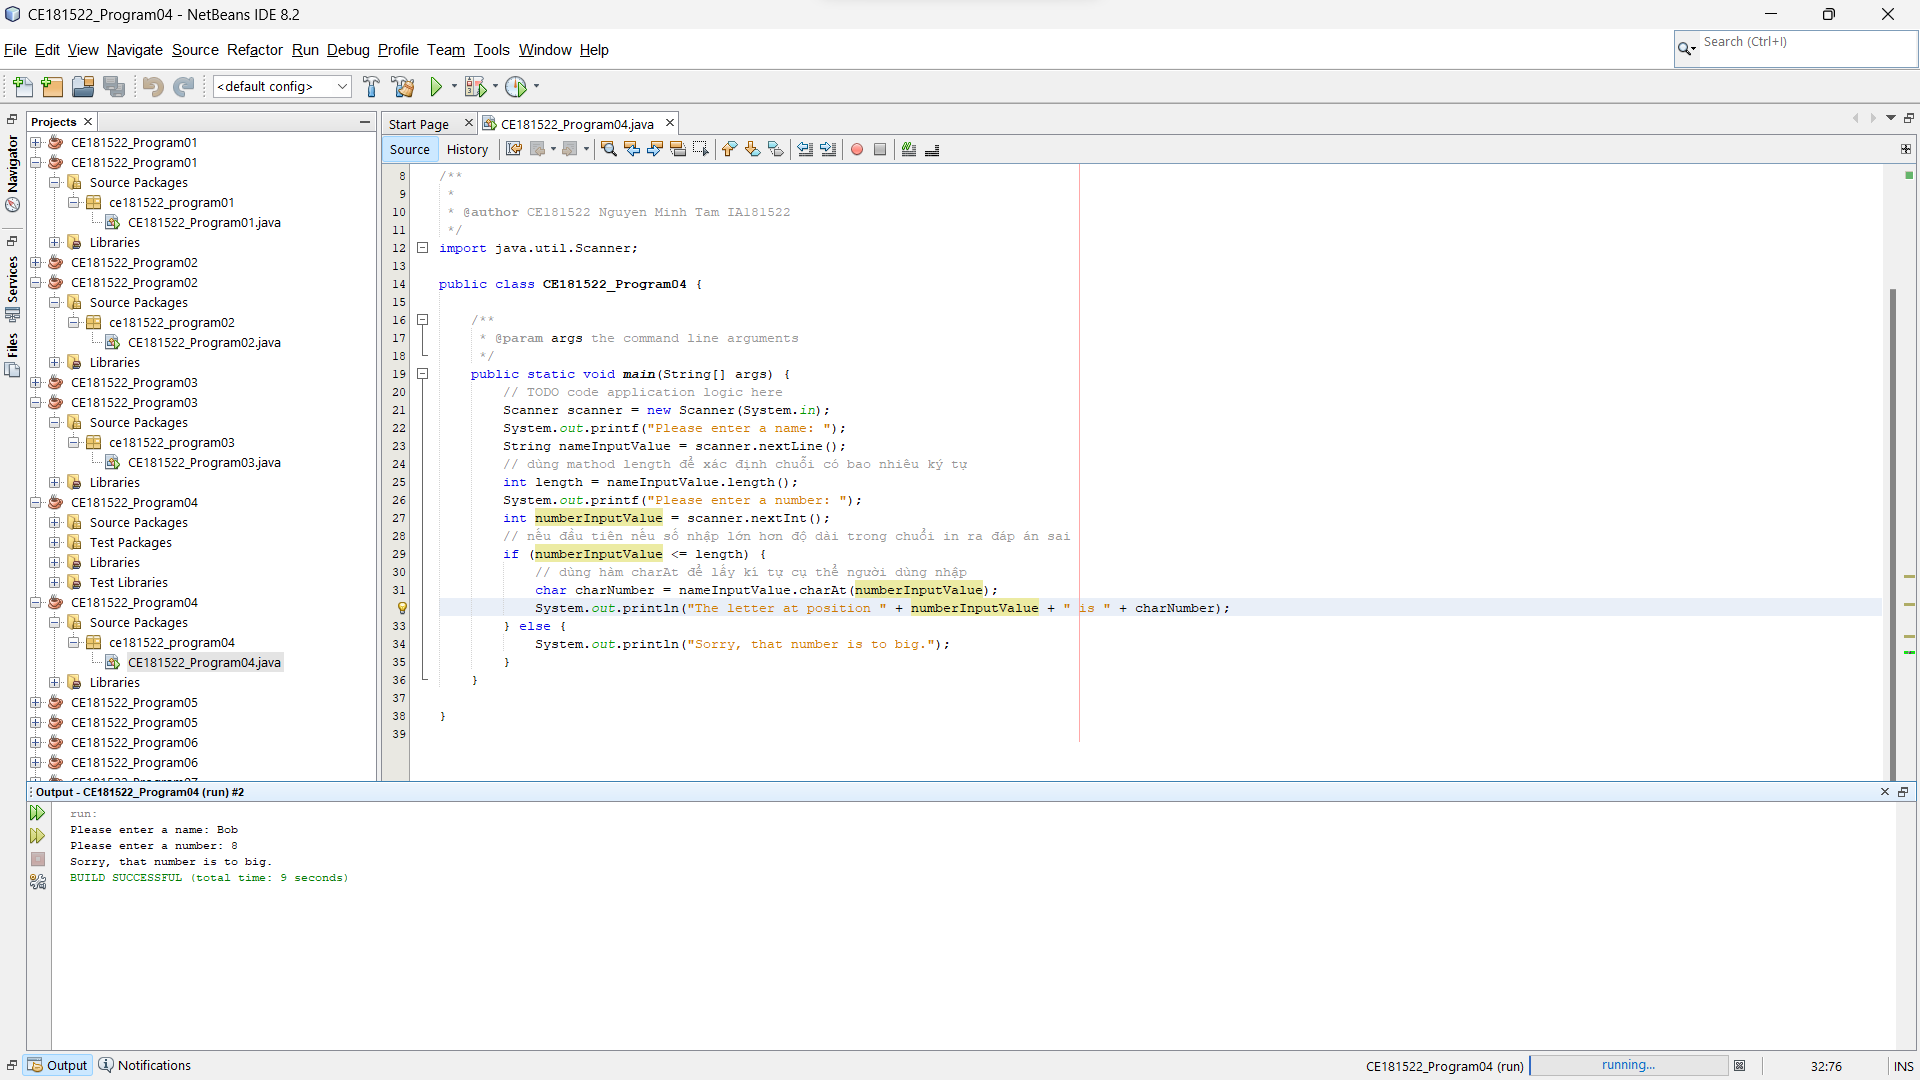 CE181522_Program04 - NetBeans IDE 8.2
File Edit View Navigate Source Refactor Run Debug Profile Team Tools Window Help
Search (Ctrl+I)
<default config>
Navigator
Services
Files
Projects
CE181522_Program01
CE181522_Program01
Source Packages
ce181522_program01
CE181522_Program01.java
Libraries
CE181522_Program02
CE181522_Program02
Source Packages
ce181522_program02
CE181522_Program02.java
Libraries
CE181522_Program03
CE181522_Program03
Source Packages
ce181522_program03
CE181522_Program03.java
Libraries
CE181522_Program04
Source Packages
Test Packages
Libraries
Test Libraries
CE181522_Program04
Source Packages
ce181522_program04
CE181522_Program04.java
Libraries
CE181522_Program05
CE181522_Program05
CE181522_Program06
CE181522_Program06
Start Page CE181522_Program04.java
Source History
8 /**
9 *
10 * @author CE181522 Nguyen Minh Tam IA181522
11 */
12 import java.util.Scanner;
13
14 public class CE181522_Program04 {
15
16 /**
17 * @param args the command line arguments
18 */
19 public static void main(String[] args) {
20 // TODO code application logic here
21 Scanner scanner = new Scanner(System.in);
22 System.out.printf("Please enter a name: ");
23 String nameInputValue = scanner.nextLine();
24 // dùng mathod length để xác định chuỗi có bao nhiêu ký tự
25 int length = nameInputValue.length();
26 System.out.printf("Please enter a number: ");
27 int numberInputValue = scanner.nextInt();
28 // nếu đầu tiên nếu số nhập lớn hơn độ dài trong chuổi in ra đáp án sai
29 if (numberInputValue <= length) {
30 // dùng hàm charAt để lấy kí tự cụ thể người dùng nhập
31 char charNumber = nameInputValue.charAt(numberInputValue);
System.out.println("The letter at position " + numberInputValue + " is " + charNumber);
33 } else {
34 System.out.println("Sorry, that number is to big.");
35 }
36 }
37
38 }
39
Output - CE181522_Program04 (run) #2
run:
Please enter a name: Bob
Please enter a number: 8
Sorry, that number is to big.
BUILD SUCCESSFUL (total time: 9 seconds)
Output Notifications
CE181522_Program04 (run) running... 32:76 INS